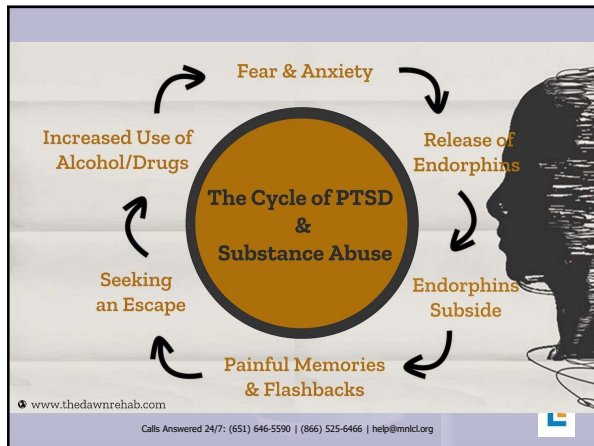 Fear & Anxiety
Release of
Endorphins
Endorphins
Subside
Painful Memories
& Flashbacks
Seeking
an Escape
Increased Use of
Alcohol/Drugs
The Cycle of PTSD
&
Substance Abuse
www.thedawnrehab.com
Calls Answered 24/7: (651) 646-5590 | (866) 525-6466 | help@mnlcl.org